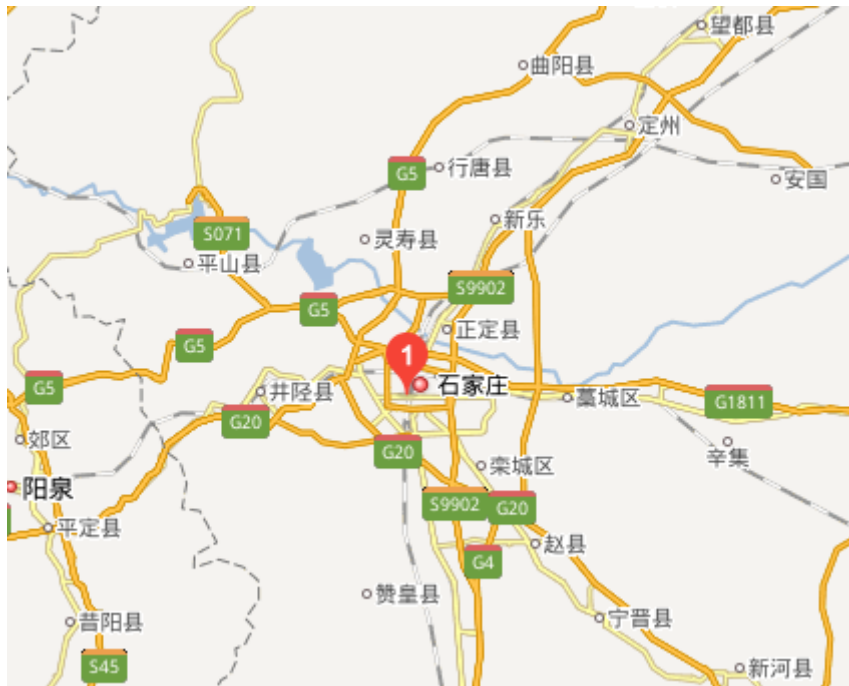 望都县
曲阳县
定州
行唐县
G5
安国
新乐
S071
灵寿县
平山县
S9902
G5
正定县
G5
1
G5
石家庄
井陉县
藁城区
G1811
G20
郊区
G20
辛集
栾城区
阳泉
S9902
G20
平定县
赵县
G4
赞皇县
昔阳县
宁晋县
S45
新河县